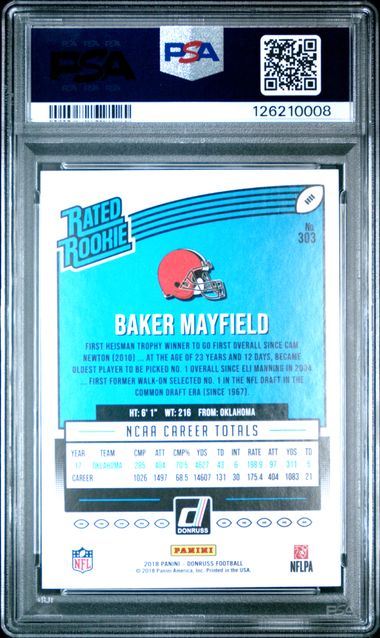 PSA
126210008
RATED
ROOKIE
No
303
BAKER MAYFIELD
FIRST HEISMAN TROPHY WINNER TO GO FIRST OVERALL SINCE CAM
NEWTON (2010) ... AT THE AGE OF 23 YEARS AND 12 DAYS, BECAME
OLDEST PLAYER TO BE PICKED NO. 1 OVERALL SINCE ELI MANNING IN 2004
... FIRST FORMER WALK-ON SELECTED NO. 1 IN THE NFL DRAFT IN THE
COMMON DRAFT ERA (SINCE 1967).
HT: 6' 1" WT: 216 FROM: OKLAHOMA
NCAA CAREER TOTALS
YEAR TEAM CMP ATT CMP% YDS TD INT RTG ATT YDS TD
17 OKLAHOMA 285 404 70.5 4627 43 6 198.9 97 311 5
CAREER 1026 1497 68.5 14607 131 30 175.4 404 1083 21
DONRUSS
PANINI
NFL
2018 PANINI - DONRUSS FOOTBALL
© 2018 Panini America, Inc. Printed in the USA.
NFLPA
PSA